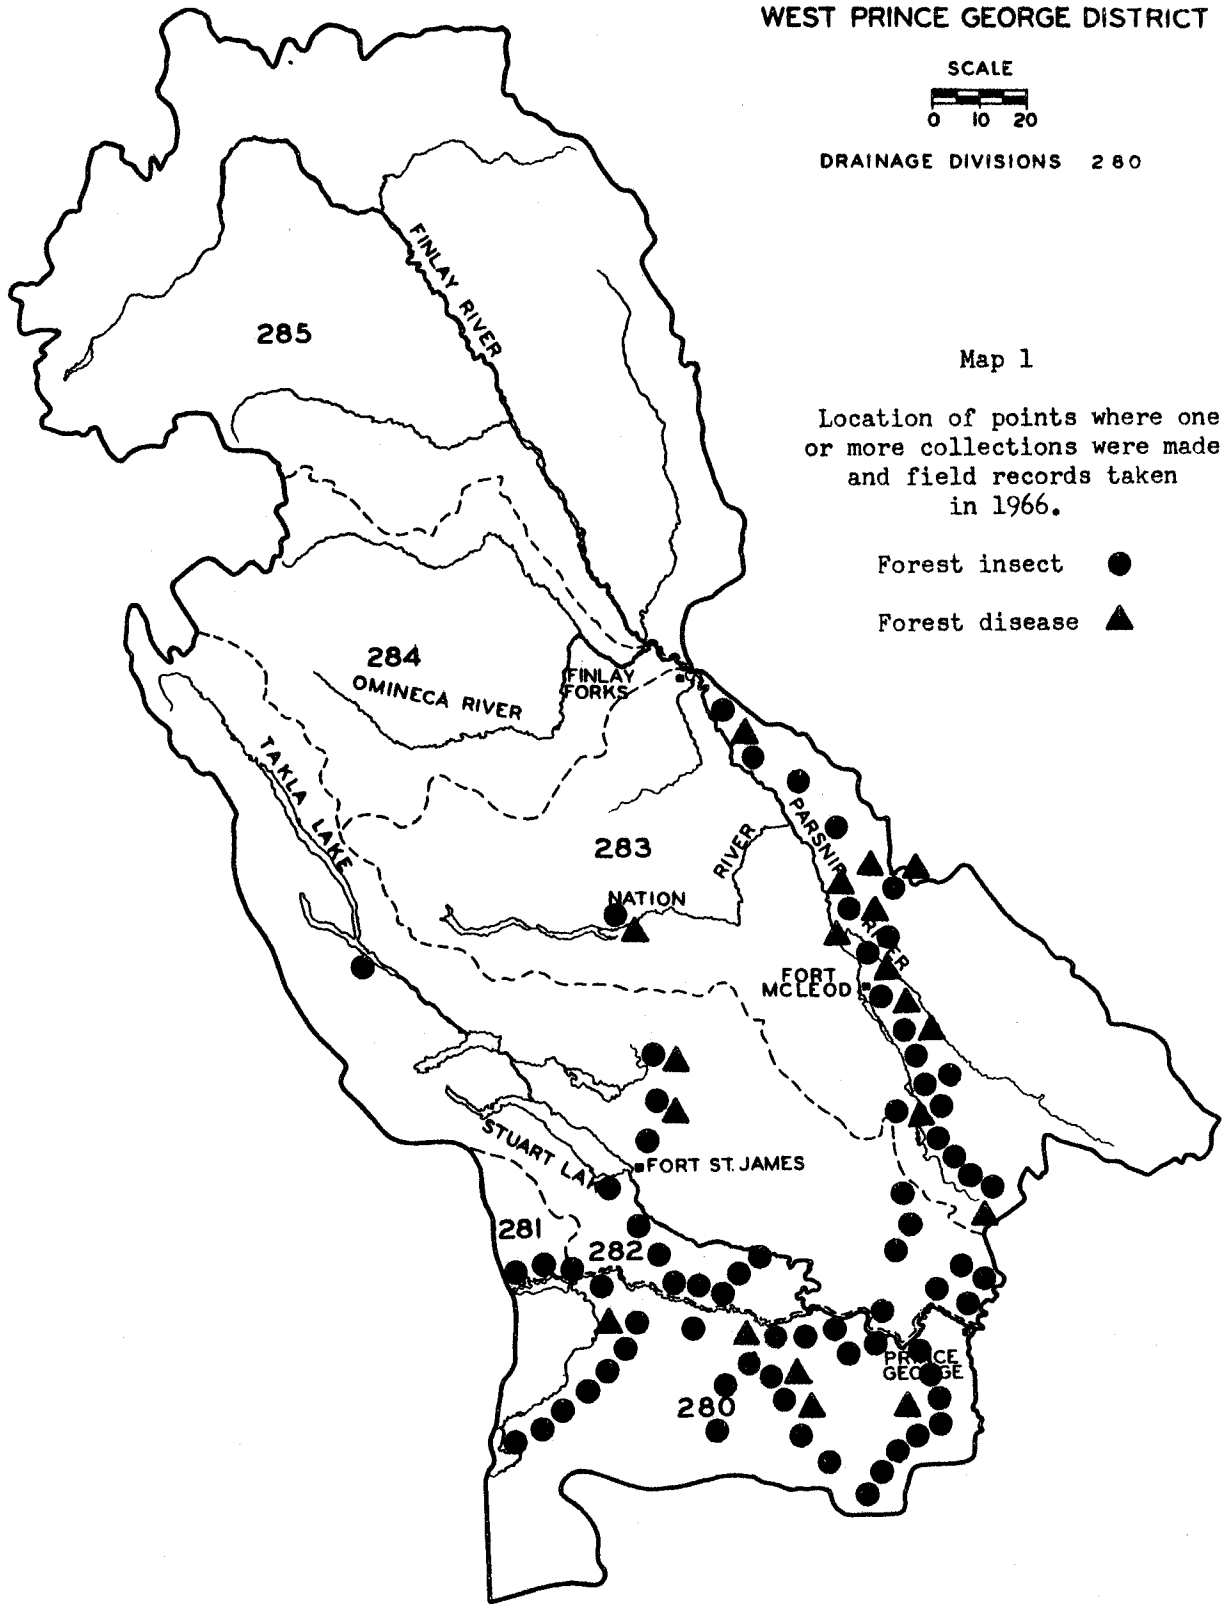 WEST PRINCE GEORGE DISTRICT
SCALE
0 10 20
DRAINAGE DIVISIONS 280
Map 1
Location of points where one
or more collections were made
and field records taken
in 1966.
Forest insect
Forest disease
FINLAY RIVER
285
284
OMINECA RIVER
FINLAY
FORKS
TAKLA LAKE
PARSNIP
RIVER
283
RIVER
NATION
FORT
MCLEOD
STUART LAKE
FORT ST. JAMES
281
282
PRINCE
GEORGE
280